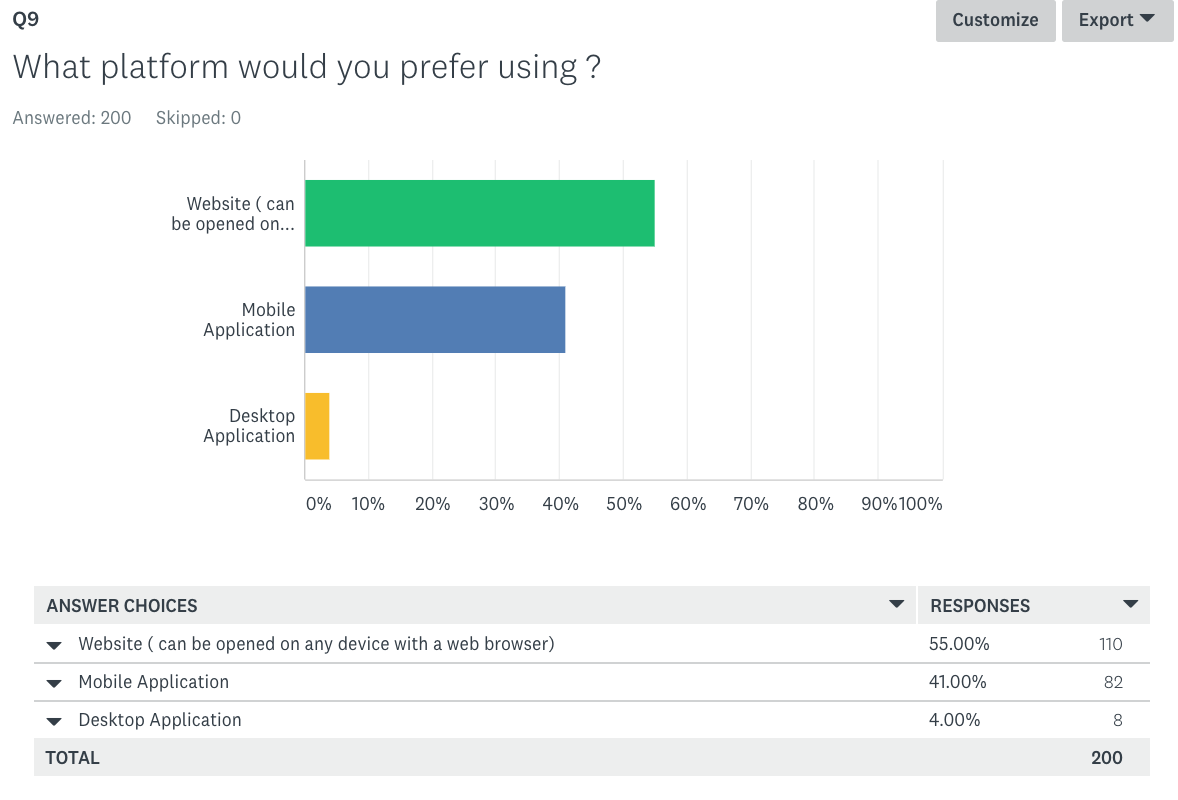 Q9
Customize
Export
What platform would you prefer using ?
Answered: 200 Skipped: 0
Website ( can
be opened on...
Mobile
Application
Desktop
Application
0% 10% 20% 30% 40% 50% 60% 70% 80% 90% 100%
ANSWER CHOICES RESPONSES
Website ( can be opened on any device with a web browser) 55.00% 110
Mobile Application 41.00% 82
Desktop Application 4.00% 8
TOTAL 200